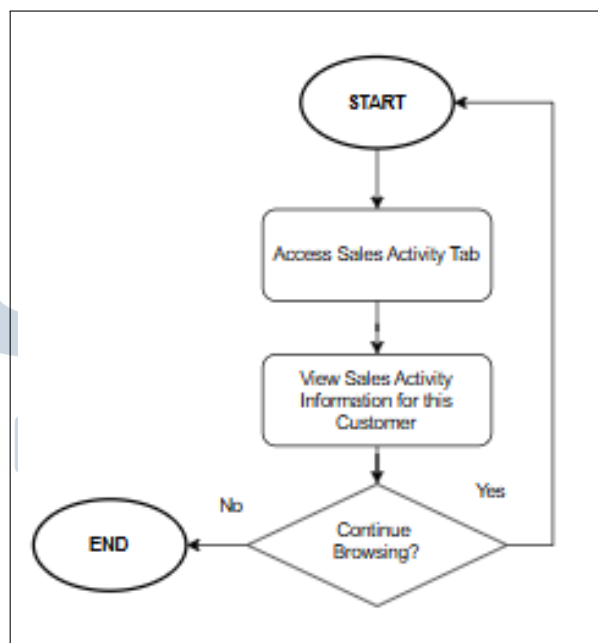 START
Access Sales Activity Tab
View Sales Activity
Information for this
Customer
No
Yes
Continue
Browsing?
END